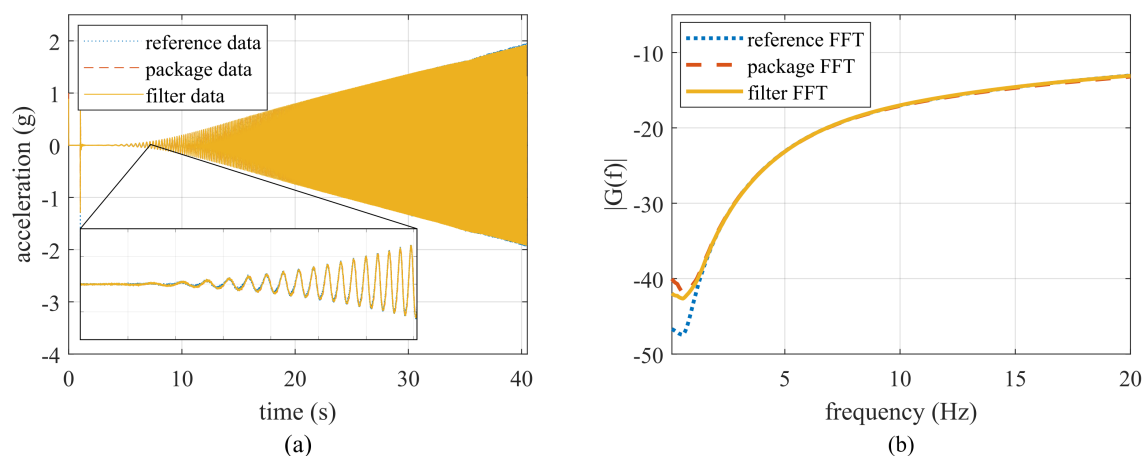 2
1
0
-1
-2
-3
-4
acceleration (g)
reference data
package data
filter data
0
10
20
30
40
time (s)
(a)
-10
-20
-30
-40
-50
|G(f)|
reference FFT
package FFT
filter FFT
5
10
15
20
frequency (Hz)
(b)